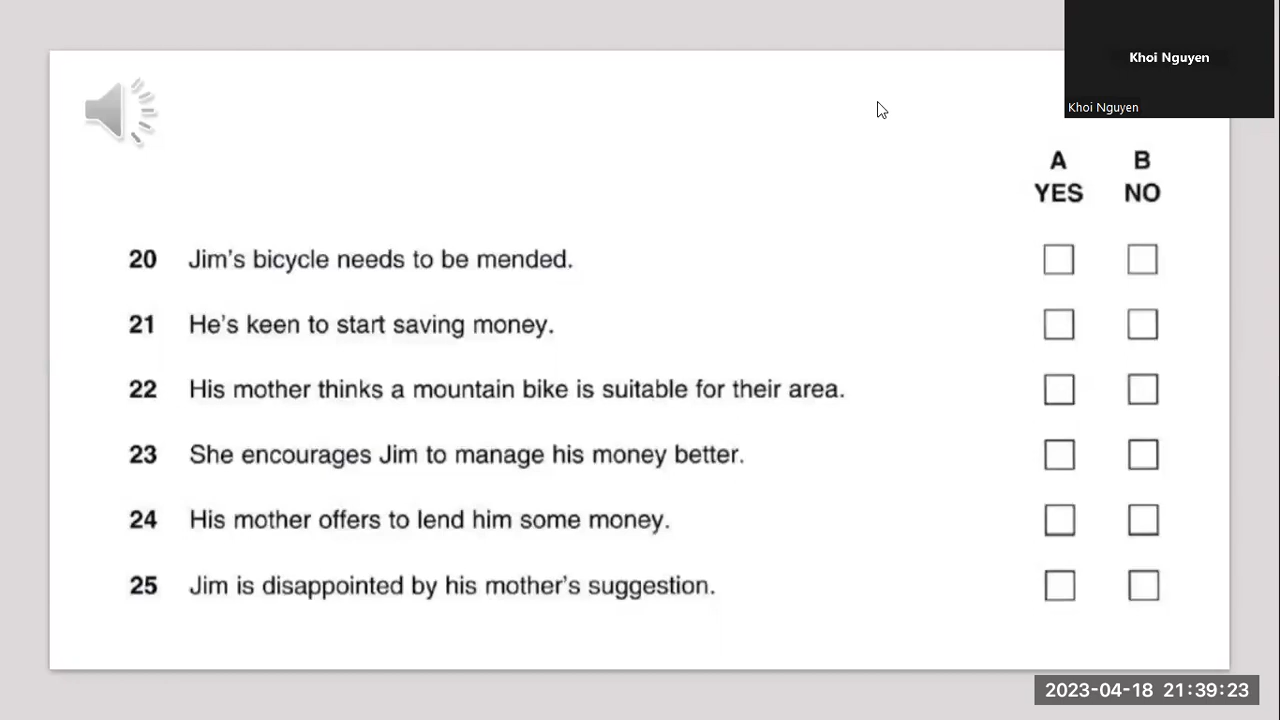 Khoi Nguyen
Khoi Nguyen
A B
YES NO
20 Jim's bicycle needs to be mended.
21 He's keen to start saving money.
22 His mother thinks a mountain bike is suitable for their area.
23 She encourages Jim to manage his money better.
24 His mother offers to lend him some money.
25 Jim is disappointed by his mother's suggestion.
2023-04-18 21:39:23